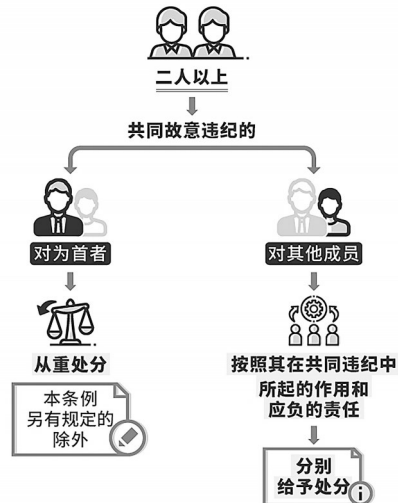 二人以上
共同故意违纪的
对为首者
从重处分
本条例
另有规定的
除外
对其他成员
按照其在共同违纪中
所起的作用和
应负的责任
分别
给予处分